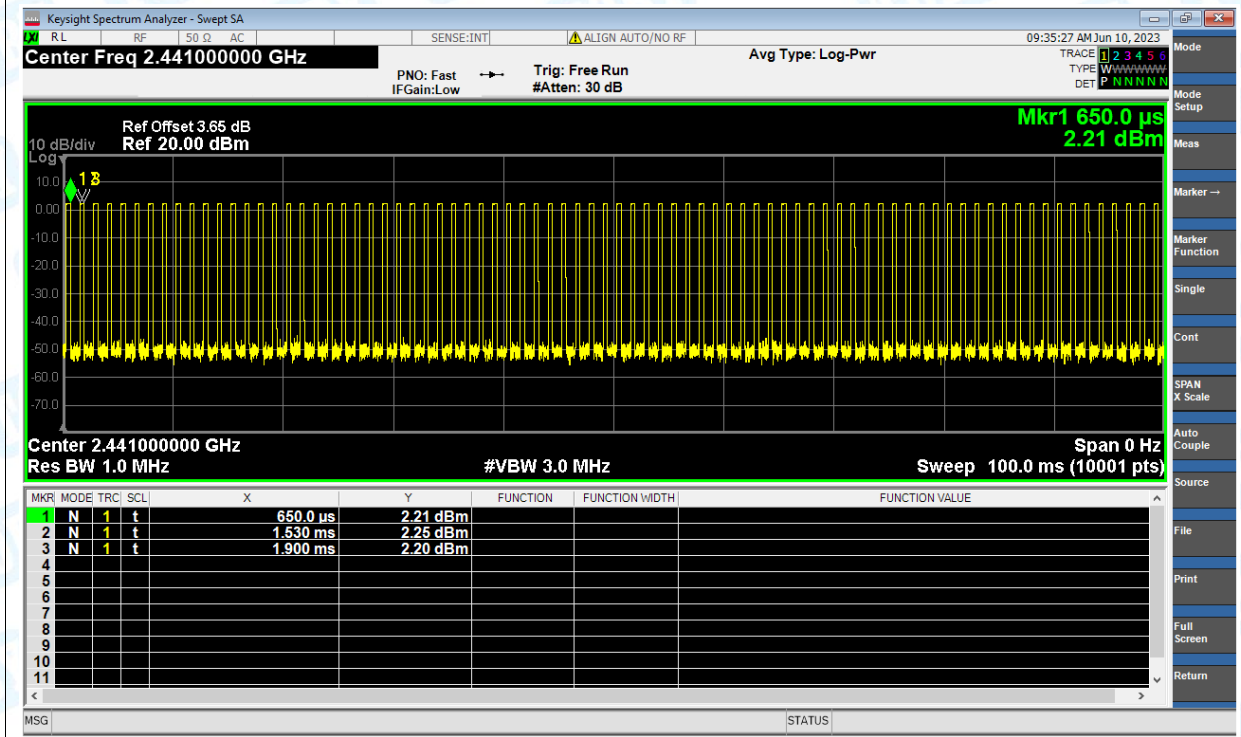 Keysight Spectrum Analyzer - Swept SA
LXI RL RF 50 Ω AC SENSE:INT ALIGN AUTO/NO RF 09:35:27 AM Jun 10, 2023
Center Freq 2.441000000 GHz Avg Type: Log-Pwr TRACE 1 2 3 4 5 6
PNO: Fast Trig: Free Run TYPE WWWWWW
IFGain:Low #Atten: 30 dB DET P N N N N N
Mkr1 650.0 µs
Ref Offset 3.65 dB
10 dB/div Ref 20.00 dBm 2.21 dBm
Log
10.0
0.00
-10.0
-20.0
-30.0
-40.0
-50.0
-60.0
-70.0
1 3
Center 2.441000000 GHz Span 0 Hz
Res BW 1.0 MHz #VBW 3.0 MHz Sweep 100.0 ms (10001 pts)
MKR MODE TRC SCL X Y FUNCTION FUNCTION WIDTH FUNCTION VALUE
1 N 1 t 650.0 µs 2.21 dBm
2 N 1 t 1.530 ms 2.25 dBm
3 N 1 t 1.900 ms 2.20 dBm
4
5
6
7
8
9
10
11
MSG STATUS
Mode
Mode
Setup
Meas
Marker →
Marker
Function
Single
Cont
SPAN
X Scale
Auto
Couple
Source
File
Print
Full
Screen
Return